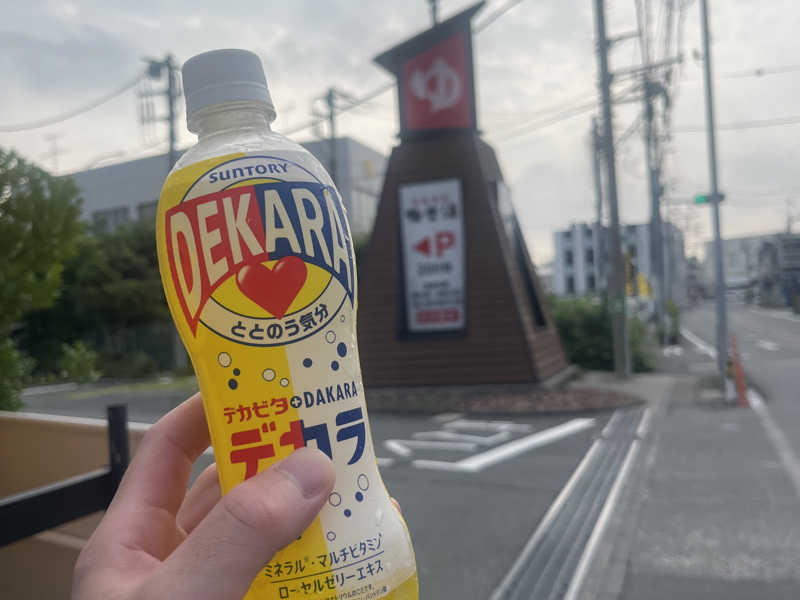 SUNTORY
DEKARA
ととのう気分
デカビタ+DAKARA
デカラ
ミネラル・マルチビタミン
ローヤルゼリーエキス
ゆ
P